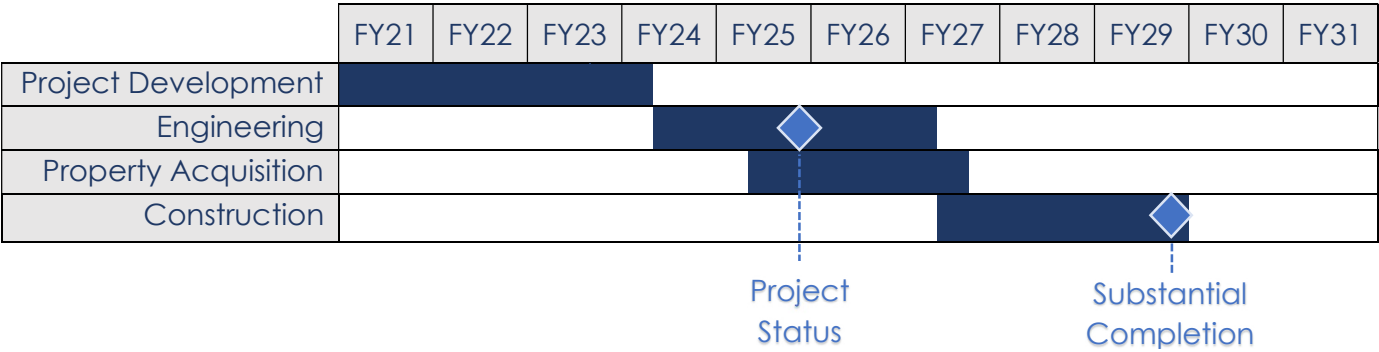 FY21 FY22 FY23 FY24 FY25 FY26 FY27 FY28 FY29 FY30 FY31
Project Development
Engineering
Property Acquisition
Construction
Project
Status
Substantial
Completion